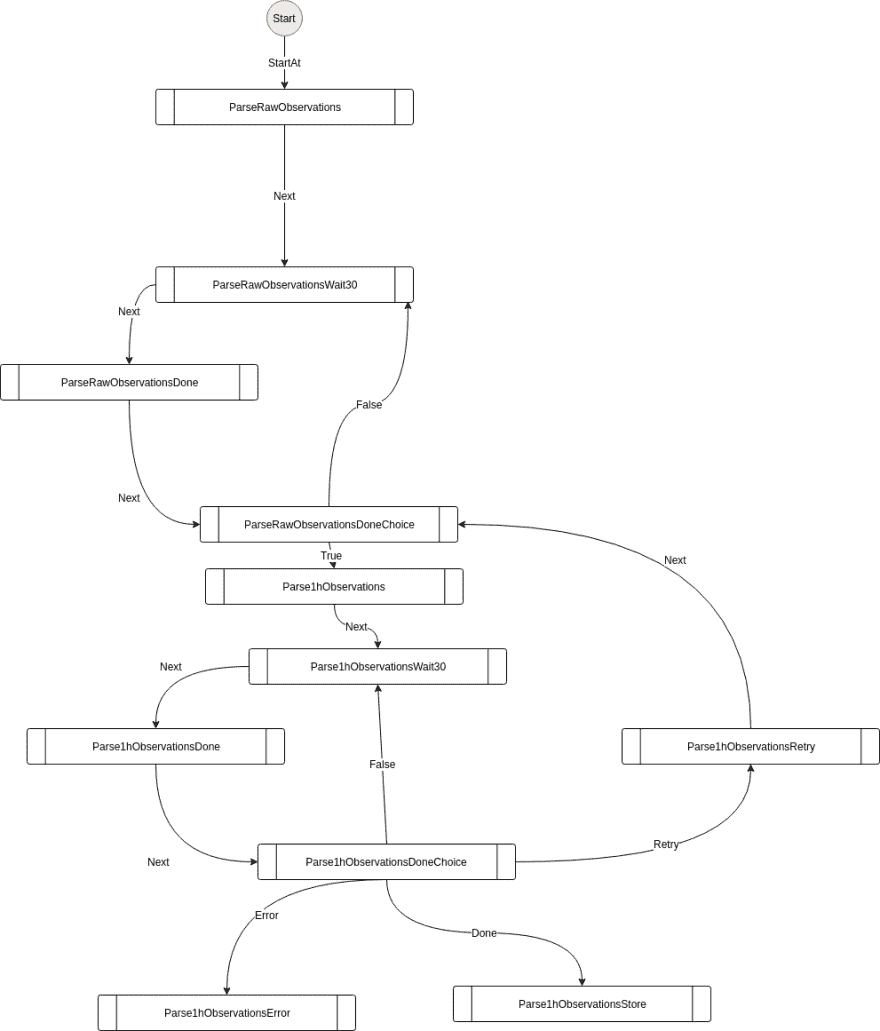 Start
StartAt
ParseRawObservations
Next
ParseRawObservationsWait30
Next
ParseRawObservationsDone
False
Next
ParseRawObservationsDoneChoice
True
Next
Parse1hObservations
Next
Parse1hObservationsWait30
Next
Parse1hObservationsDone
Parse1hObservationsRetry
False
Retry
Next
Parse1hObservationsDoneChoice
Error
Done
Parse1hObservationsStore
Parse1hObservationsError